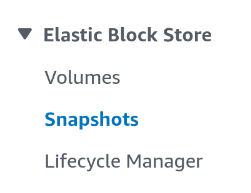 Elastic Block Store
Volumes
Snapshots
Lifecycle Manager